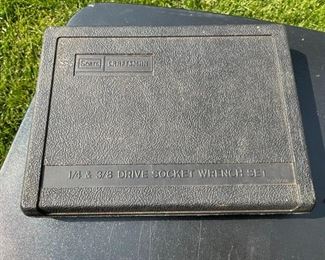 Sears CRAFTSMAN
1/4 & 3/8 DRIVE SOCKET WRENCH SET